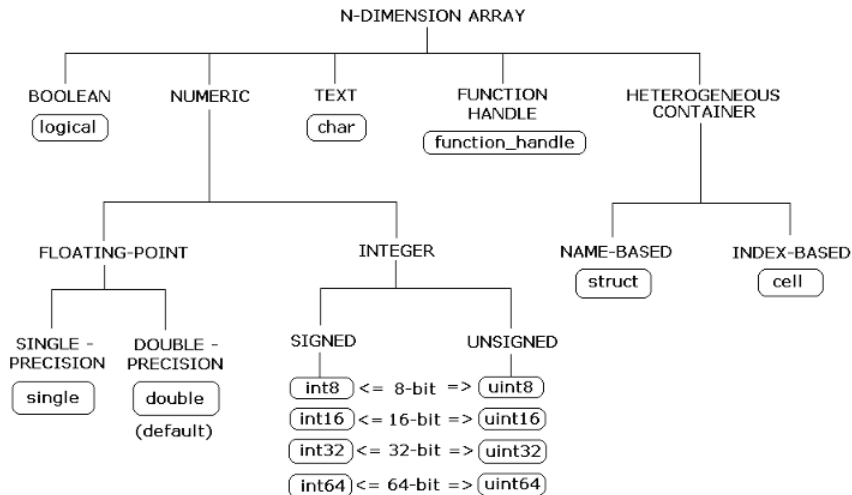 N-DIMENSION ARRAY
BOOLEAN
logical
NUMERIC
TEXT
char
FUNCTION
HANDLE
function_handle
HETEROGENEOUS
CONTAINER
FLOATING-POINT
INTEGER
NAME-BASED
struct
INDEX-BASED
cell
SINGLE -
PRECISION
single
DOUBLE -
PRECISION
double
(default)
SIGNED
UNSIGNED
int8 <= 8-bit => uint8
int16 <= 16-bit => uint16
int32 <= 32-bit => uint32
int64 <= 64-bit => uint64